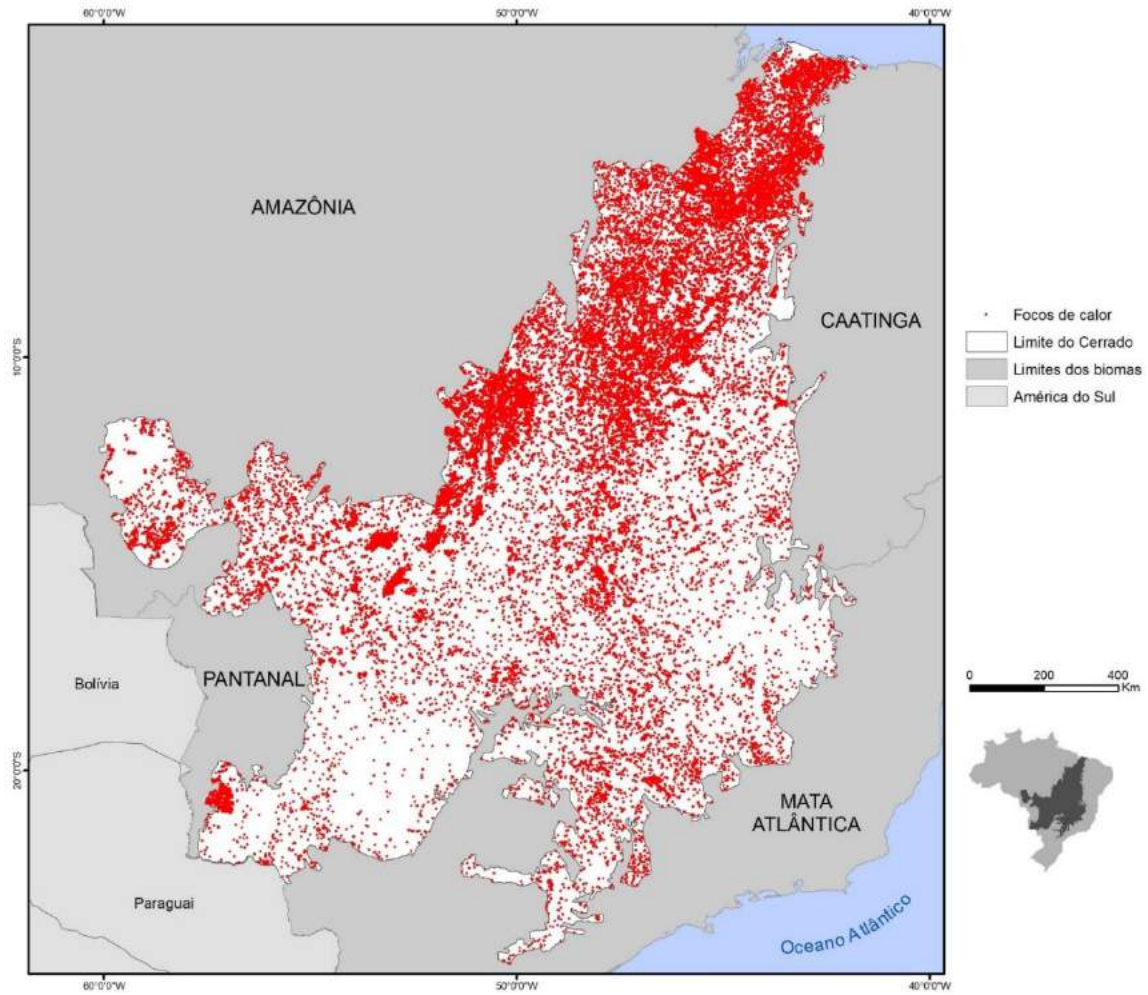 60°0'0"W
50°0'0"W
40°0'0"W
AMAZÔNIA
CAATINGA
10°0'0"S
PANTANAL
Bolívia
20°0'0"S
MATA
ATLÂNTICA
Paraguai
Oceano Atlântico
60°0'0"W
50°0'0"W
40°0'0"W
Focos de calor
Limite do Cerrado
Limites dos biomas
América do Sul
0 200 400
Km